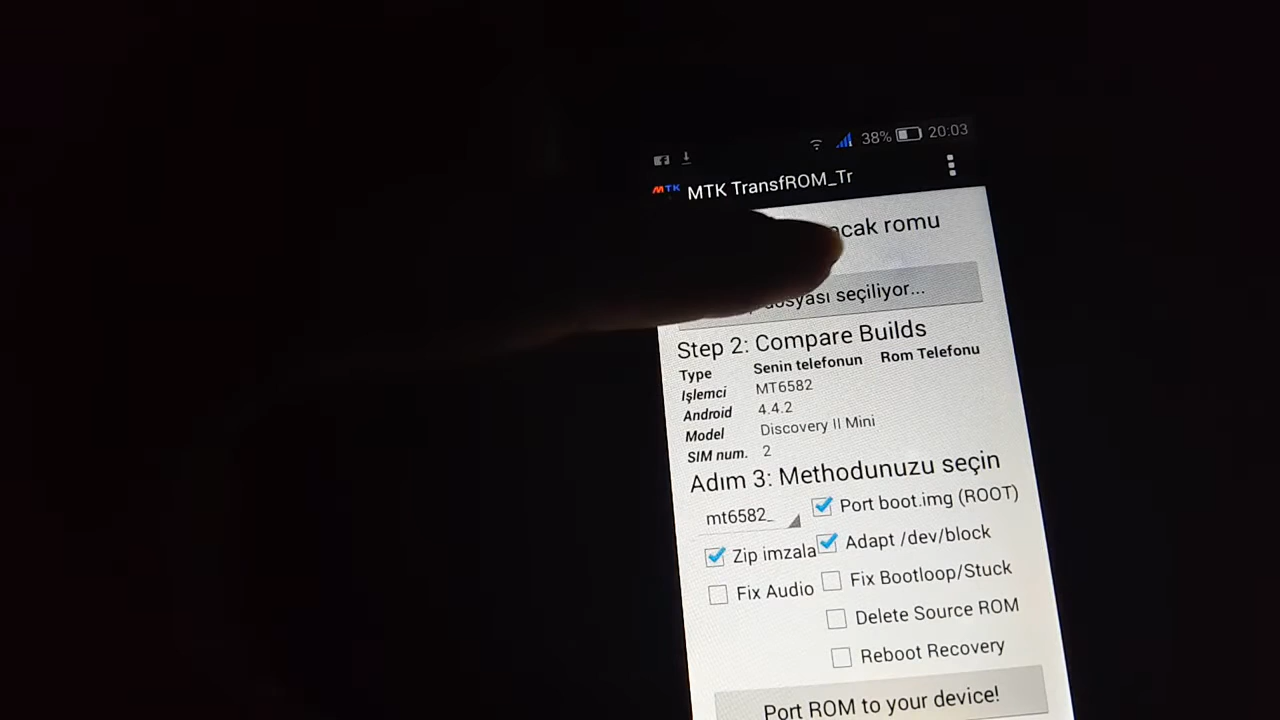 38% 20:03
MTK MTK TransfROM_Tr
romu
seçiliyor...
Step 2: Compare Builds
Type Senin telefonun Rom Telefonu
Işlemci MT6582
Android 4.4.2
Model Discovery II Mini
SIM num. 2
Adım 3: Methodunuzu seçin
mt6582_ Port boot.img (ROOT)
Zip imzala Adapt /dev/block
Fix Audio Fix Bootloop/Stuck
Delete Source ROM
Reboot Recovery
Port ROM to your device!